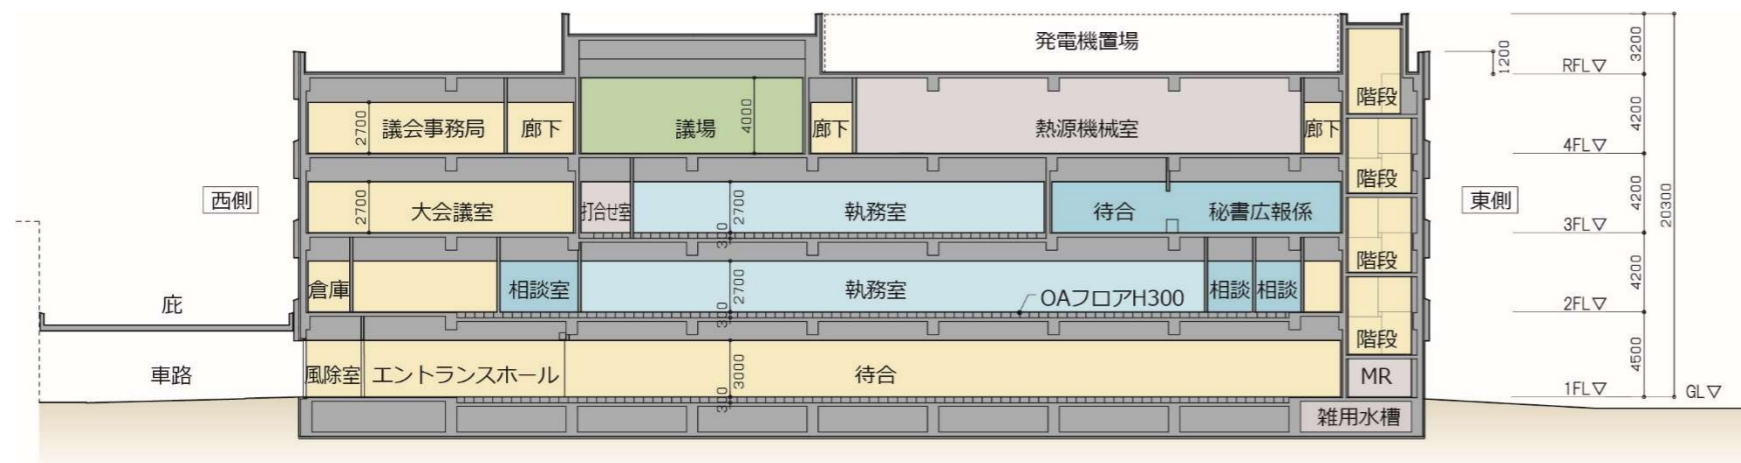 発電機置場
1200
3200
20300
RFL▽
階段
議会事務局
2700
廊下
議場
4000
廊下
熱源機械室
廊下
4200
4FL▽
階段
西側
大会議室
2700
打合せ室
2700
300
執務室
待合
秘書広報係
東側
4200
3FL▽
階段
倉庫
相談室
2700
300
執務室
OAフロアH300
相談
相談
4200
2FL▽
庇
階段
車路
風除室
エントランスホール
3000
300
待合
MR
4500
1FL▽
GL▽
雑用水槽